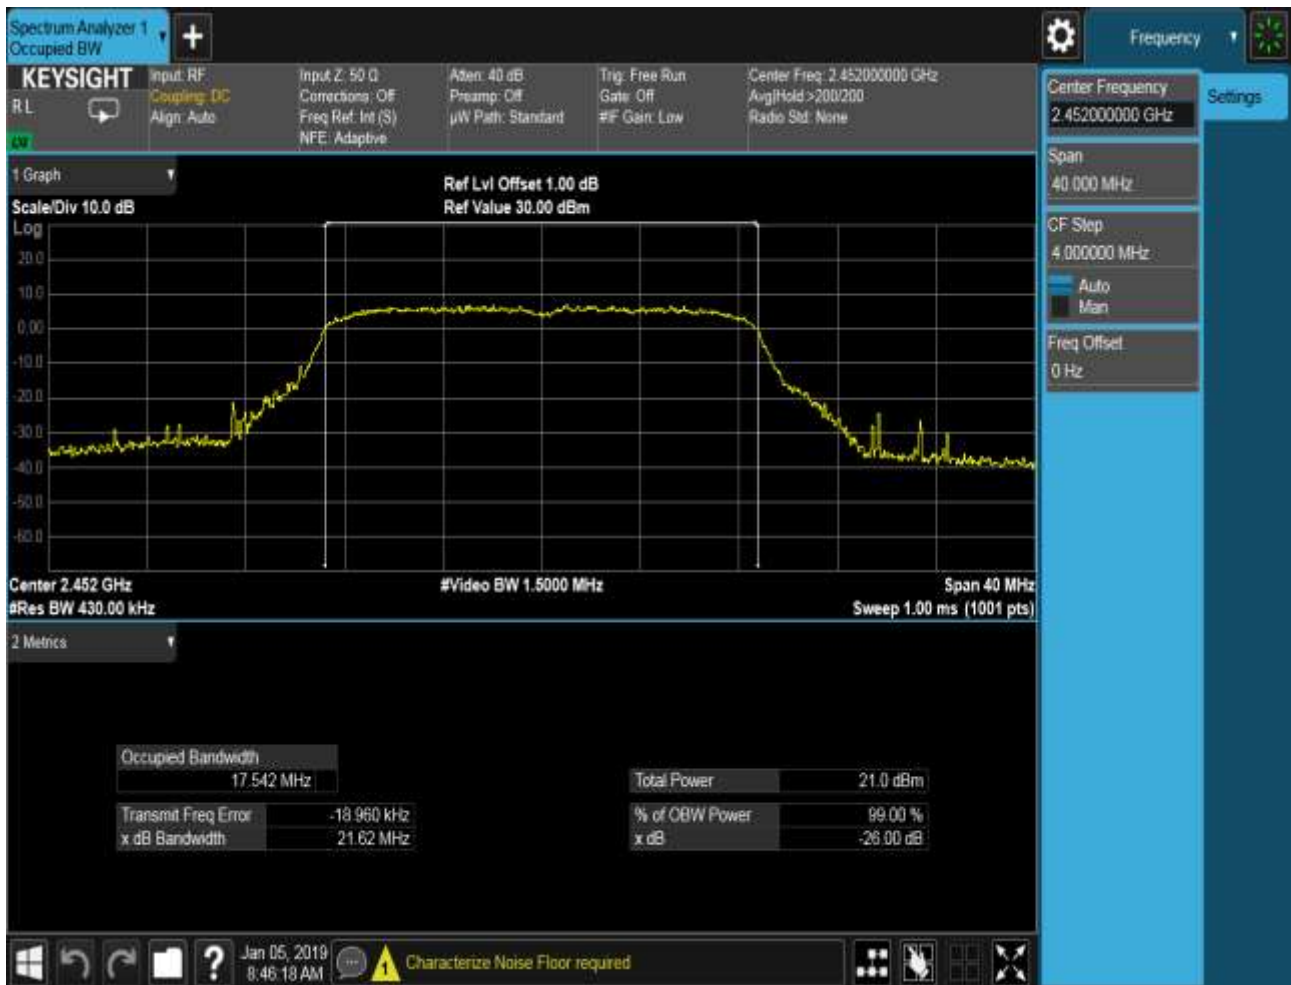 Spectrum Analyzer 1
Occupied BW
+
Frequency
KEYSIGHT
R L
Input: RF
Coupling: DC
Align: Auto
Input Z: 50 Ω
Corrections: Off
Freq Ref: Int (S)
NFE: Adaptive
Atten: 40 dB
Preamp: Off
µW Path: Standard
Trig: Free Run
Gate: Off
#IF Gain: Low
Center Freq: 2.452000000 GHz
Avg|Hold:>200/200
Radio Std: None
Center Frequency
2.452000000 GHz
Settings
Span
40.000 MHz
CF Step
4.000000 MHz
Auto
Man
Freq Offset
0 Hz
1 Graph
Scale/Div 10.0 dB
Ref Lvl Offset 1.00 dB
Ref Value 30.00 dBm
Log
20.0
10.0
0.00
-10.0
-20.0
-30.0
-40.0
-50.0
-60.0
Center 2.452 GHz
#Video BW 1.5000 MHz
Span 40 MHz
#Res BW 430.00 kHz
Sweep 1.00 ms (1001 pts)
2 Metrics
Occupied Bandwidth
17.542 MHz
Total Power
21.0 dBm
Transmit Freq Error
-18.960 kHz
% of OBW Power
99.00 %
x dB Bandwidth
21.62 MHz
x dB
-26.00 dB
?
Jan 05, 2019
8:46:18 AM
1
Characterize Noise Floor required